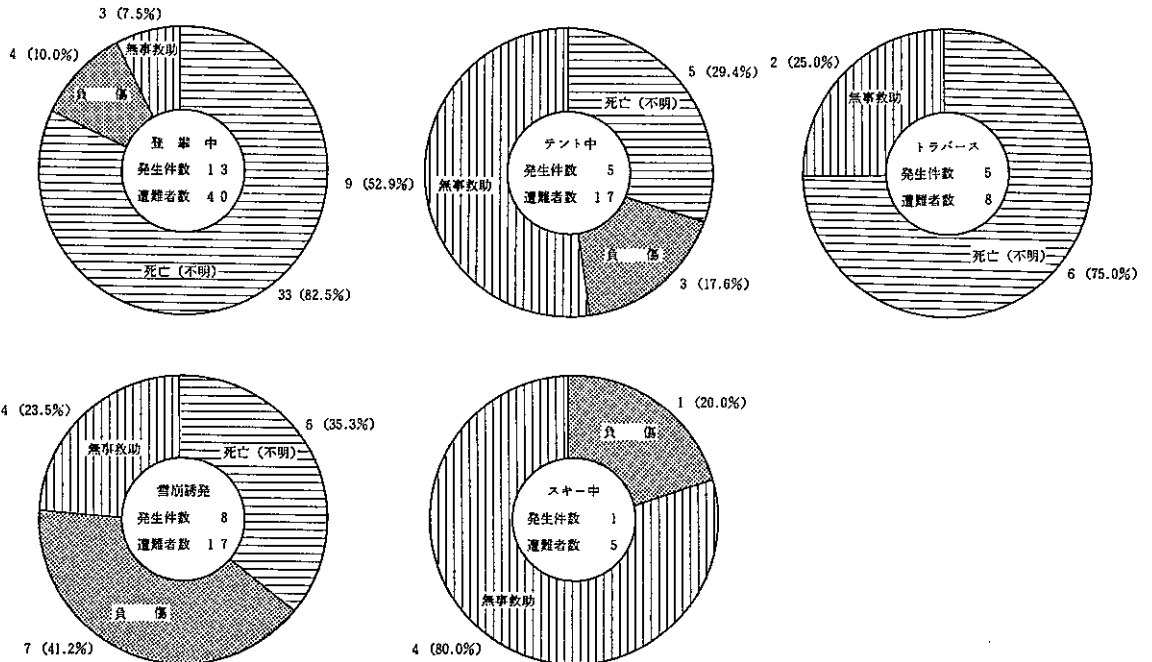 3 (7.5%)
4 (10.0%)
無事救助
負 傷
登 攀 中
発生件数 13
遭難者数 40
死亡(不明)
33 (82.5%)
5 (29.4%)
死亡(不明)
テント中
発生件数 5
遭難者数 17
9 (52.9%)
無事救助
負 傷
3 (17.6%)
2 (25.0%)
無事救助
トラバース
発生件数 5
遭難者数 8
死亡(不明)
6 (75.0%)
4 (23.5%)
6 (35.3%)
無事救助
死亡(不明)
雪崩誘発
発生件数 8
遭難者数 17
負 傷
7 (41.2%)
1 (20.0%)
負 傷
スキー中
発生件数 1
遭難者数 5
無事救助
4 (80.0%)